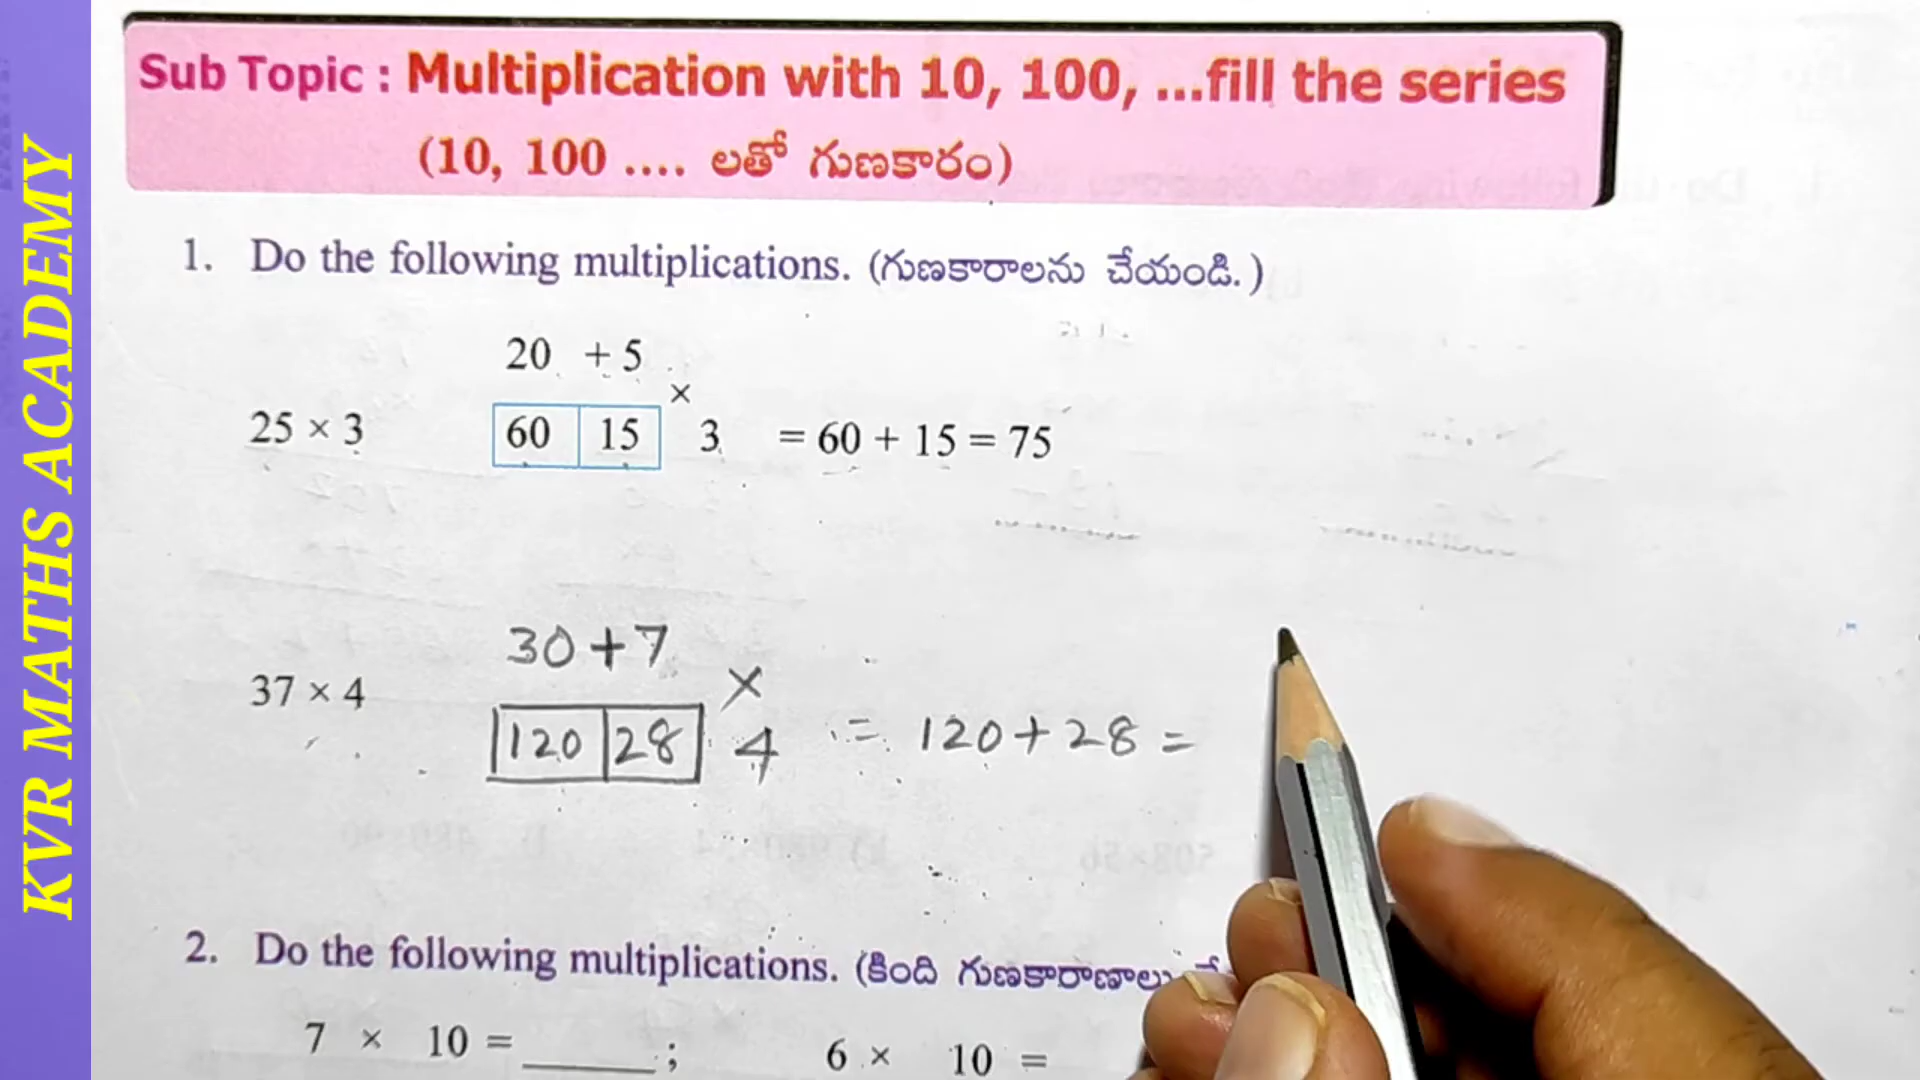 KVR MATHS ACADEMY
Sub Topic : Multiplication with 10, 100, ...fill the series
(10, 100 .... లతో గుణకారం)
1. Do the following multiplications. (గుణకారాలను చేయండి.)
20 + 5
×
25 × 3 60 15 3 = 60 + 15 = 75
30+7
×
37 × 4 120 28 4 = 120+28=
2. Do the following multiplications. (కింది గుణకారాణాలు
7 × 10 = ______ ; 6 × 10 =